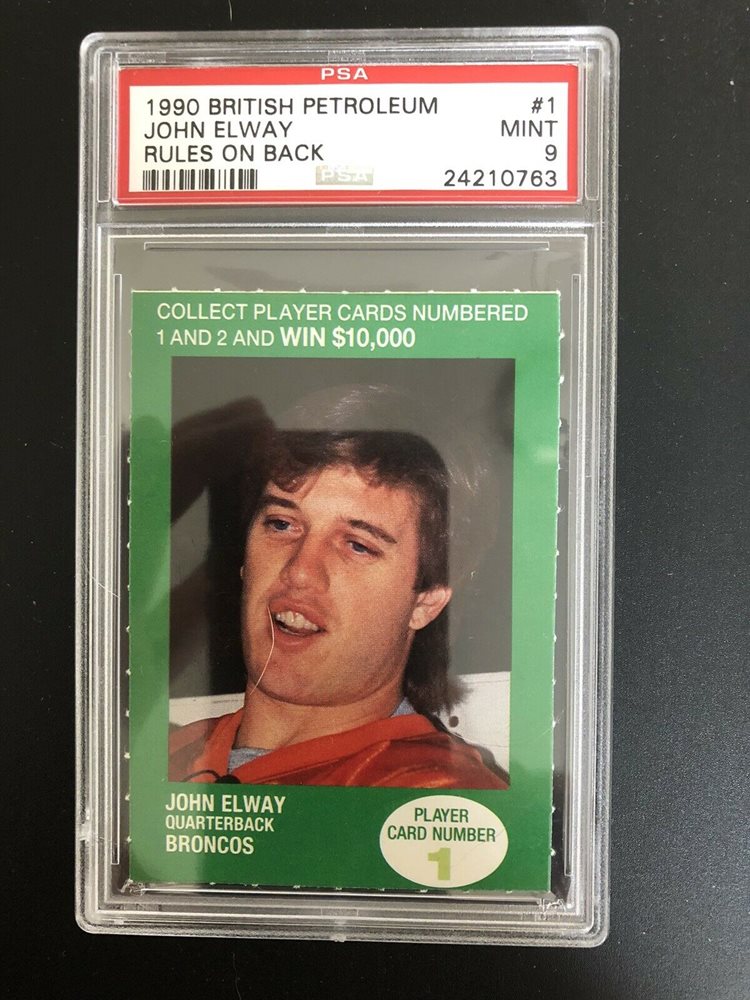 PSA
1990 BRITISH PETROLEUM #1
JOHN ELWAY MINT
RULES ON BACK 9
PSA 24210763
COLLECT PLAYER CARDS NUMBERED
1 AND 2 AND WIN $10,000
JOHN ELWAY
QUARTERBACK
BRONCOS
PLAYER
CARD NUMBER
1